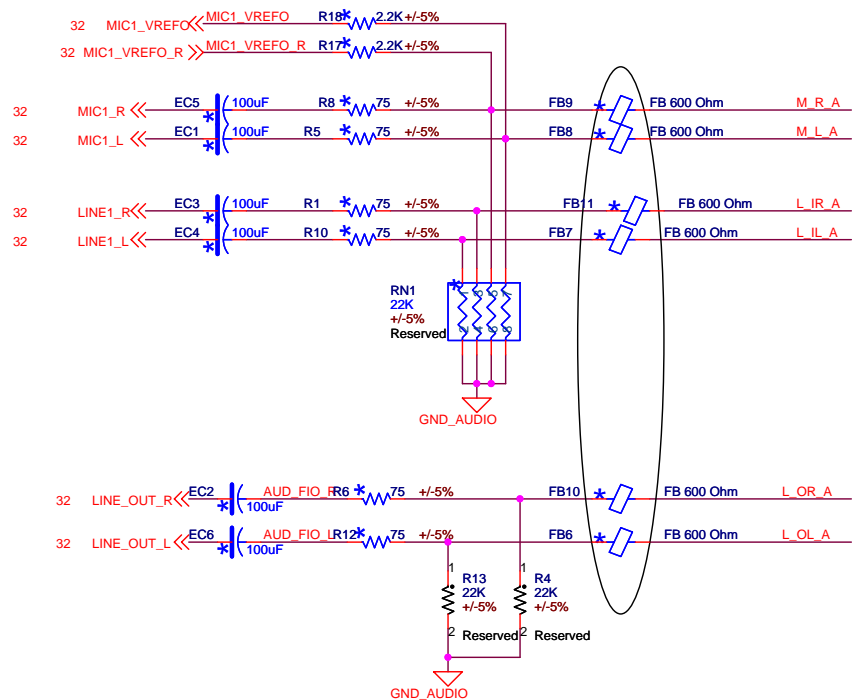 32 MIC1_VREFO MIC1_VREFO R18* 2.2K +/-5%
32 MIC1_VREFO_R MIC1_VREFO_R R17* 2.2K +/-5%
32 MIC1_R EC5 * 100uF R8 * 75 +/-5% FB9 * FB 600 Ohm M_R_A
32 MIC1_L EC1 * 100uF R5 * 75 +/-5% FB8 * FB 600 Ohm M_L_A
32 LINE1_R EC3 * 100uF R1 * 75 +/-5% FB11 * FB 600 Ohm L_IR_A
32 LINE1_L EC4 * 100uF R10 * 75 +/-5% FB7 * FB 600 Ohm L_IL_A
RN1 *
22K
+/-5%
Reserved
GND_AUDIO
32 LINE_OUT_R EC2 * 100uF AUD_FIO_R R6 * 75 +/-5% FB10 * FB 600 Ohm L_OR_A
32 LINE_OUT_L EC6 * 100uF AUD_FIO_L R12* 75 +/-5% FB6 * FB 600 Ohm L_OL_A
1 1
R13 R4
22K 22K
+/-5% +/-5%
2 Reserved 2 Reserved
GND_AUDIO